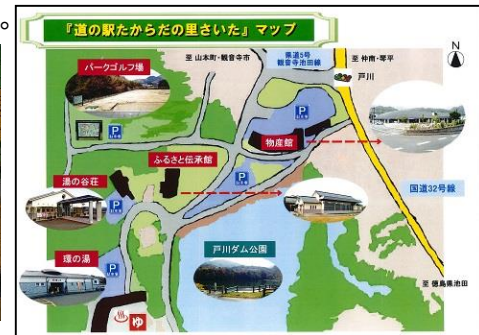 『道の駅たからだの里さいた』マップ
至 山本町・観音寺市
県道5号
観音寺池田線
至 仲南・琴平
N
戸川
パークゴルフ場
P
P
物産館
ふるさと伝承館
P
湯の谷荘
P
国道32号線
環の湯
P
戸川ダム公園
至 徳島県池田
ゆ